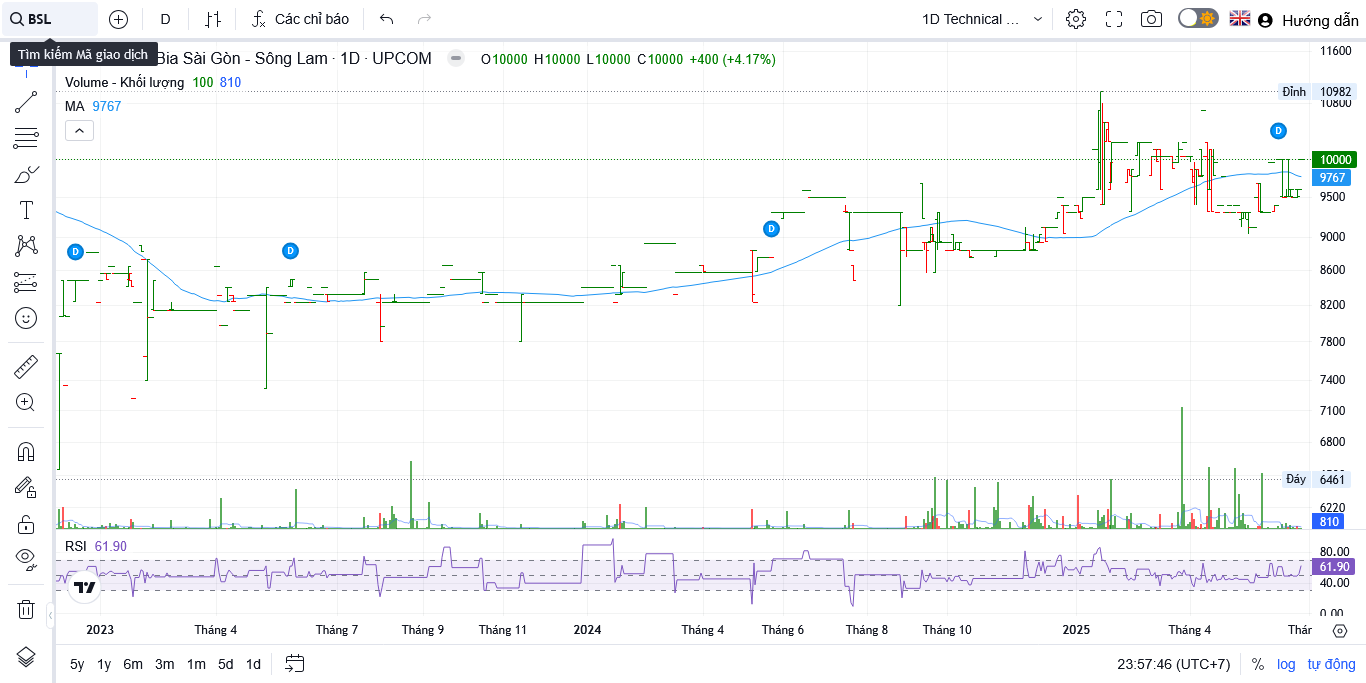 BSL
D
Các chỉ báo
1D Technical ...
Hướng dẫn
Tìm kiếm Mã giao dịch
Bia Sài Gòn - Sông Lam · 1D · UPCOM
O10000 H10000 L10000 C10000 +400 (+4.17%)
Volume - Khối lượng 100 810
MA 9767
11600
Đỉnh 10982
10800
D
10000
9767
9500
D
9000
D
D
8600
8200
7800
7400
7100
6800
Đáy 6461
6220
810
RSI 61.90
80.00
61.90
40.00
0.00
2023 Tháng 4 Tháng 7 Tháng 9 Tháng 11 2024 Tháng 4 Tháng 6 Tháng 8 Tháng 10 2025 Tháng 4 Thár
5y 1y 6m 3m 1m 5d 1d
23:57:46 (UTC+7) % log tự động